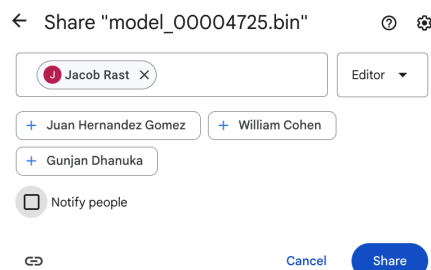 Share "model_00004725.bin"
J Jacob Rast
Editor
+ Juan Hernandez Gomez + William Cohen
+ Gunjan Dhanuka
Notify people
Cancel Share